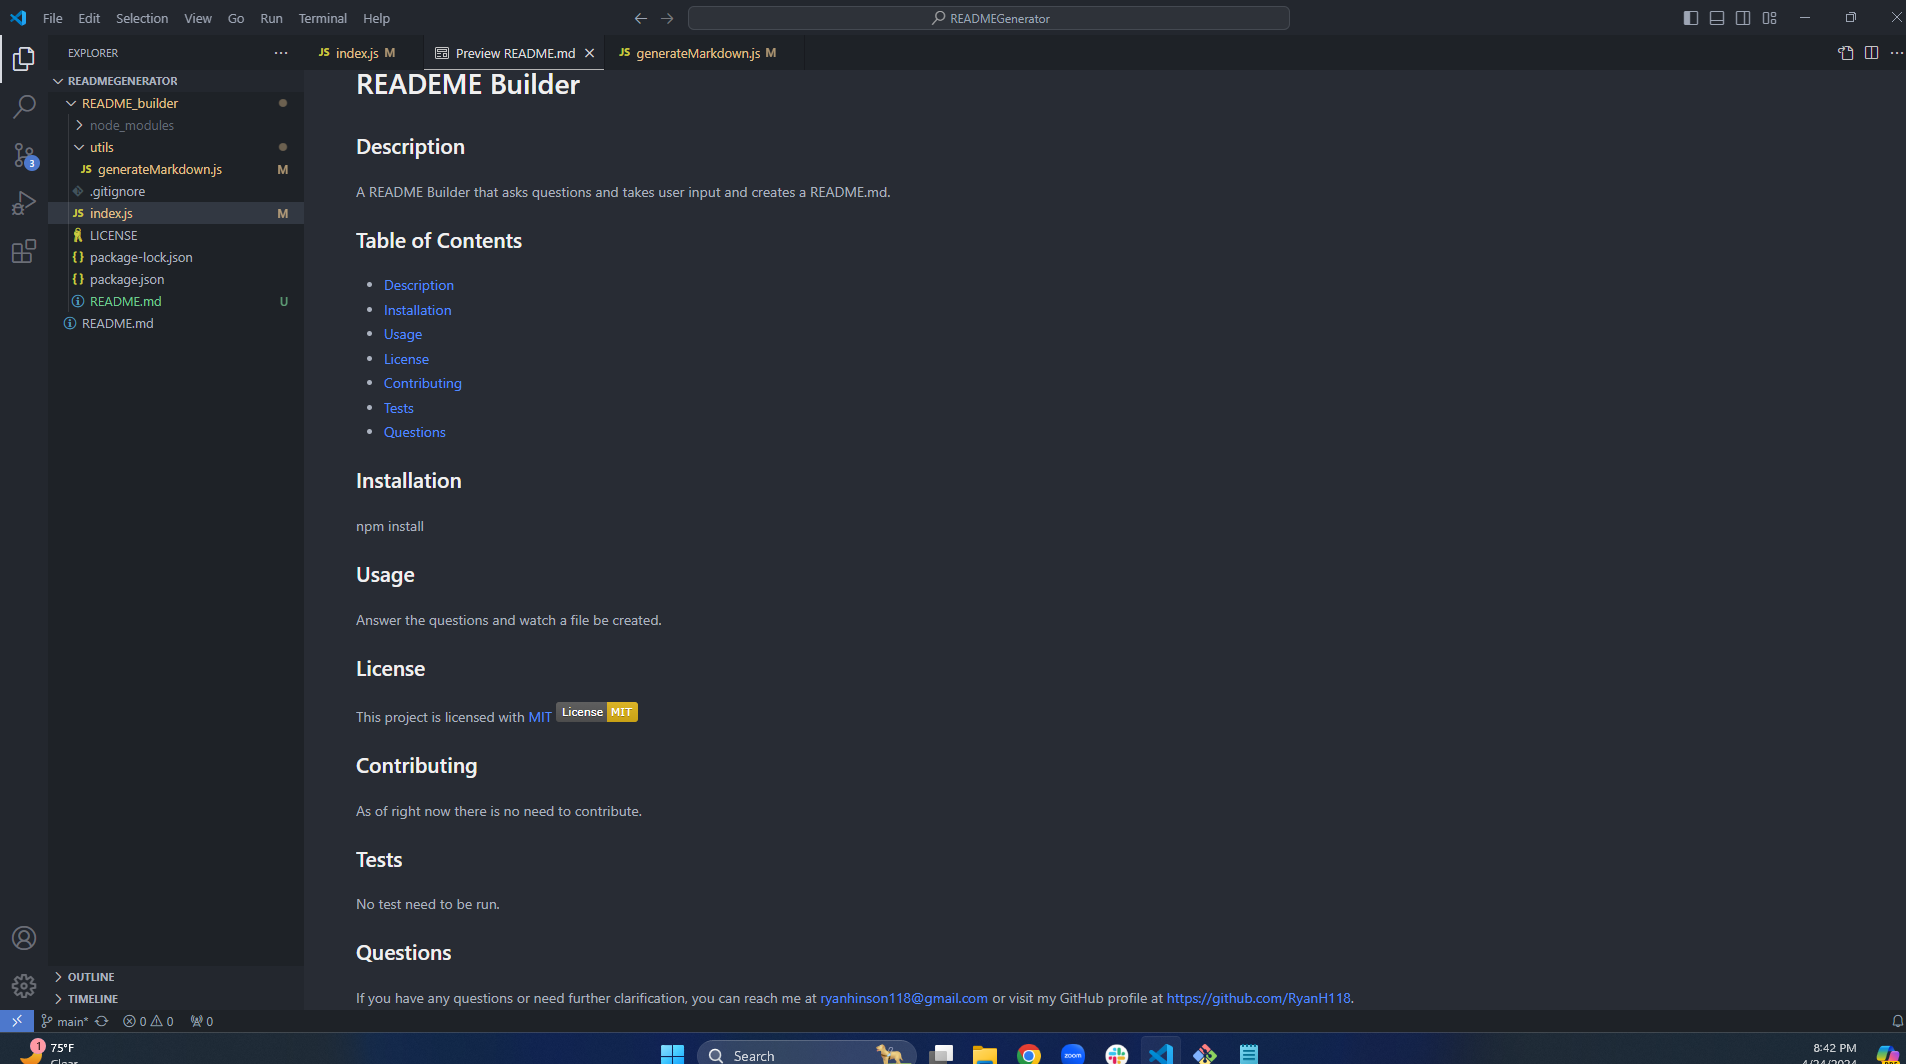 File Edit Selection View Go Run Terminal Help
READMEGenerator
EXPLORER
JS index.js M
Preview README.md
JS generateMarkdown.js M
READMEGENERATOR
README_builder
node_modules
utils
JS generateMarkdown.js M
.gitignore
JS index.js M
LICENSE
{} package-lock.json
{} package.json
README.md U
README.md
3
READEME Builder
Description
A README Builder that asks questions and takes user input and creates a README.md.
Table of Contents
Description
Installation
Usage
License
Contributing
Tests
Questions
Installation
npm install
Usage
Answer the questions and watch a file be created.
License
This project is licensed with MIT License MIT
Contributing
As of right now there is no need to contribute.
Tests
No test need to be run.
Questions
If you have any questions or need further clarification, you can reach me at ryanhinson118@gmail.com or visit my GitHub profile at https://github.com/RyanH118.
OUTLINE
TIMELINE
main* 0 0 0
1
75°F
Clear
Search
zoom
8:42 PM
4/24/2024